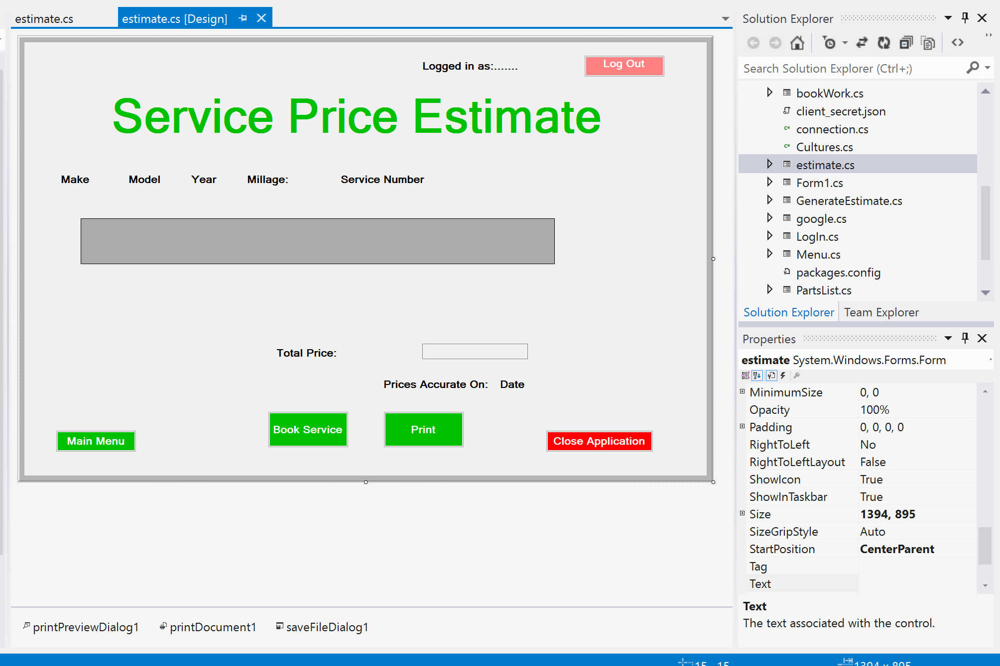 estimate.cs
estimate.cs [Design]
Logged in as:.......
Log Out
Service Price Estimate
Make Model Year Millage: Service Number
Total Price:
Prices Accurate On: Date
Book Service
Print
Main Menu
Close Application
printPreviewDialog1
printDocument1
saveFileDialog1
Solution Explorer
Search Solution Explorer (Ctrl+;)
bookWork.cs
client_secret.json
connection.cs
Cultures.cs
estimate.cs
Form1.cs
GenerateEstimate.cs
google.cs
LogIn.cs
Menu.cs
packages.config
PartsList.cs
Solution Explorer
Team Explorer
Properties
estimate System.Windows.Forms.Form
MinimumSize 0, 0
Opacity 100%
Padding 0, 0, 0, 0
RightToLeft No
RightToLeftLayout False
ShowIcon True
ShowInTaskbar True
Size 1394, 895
SizeGripStyle Auto
StartPosition CenterParent
Tag
Text
Text
The text associated with the control.
15 , 15
1394 x 895